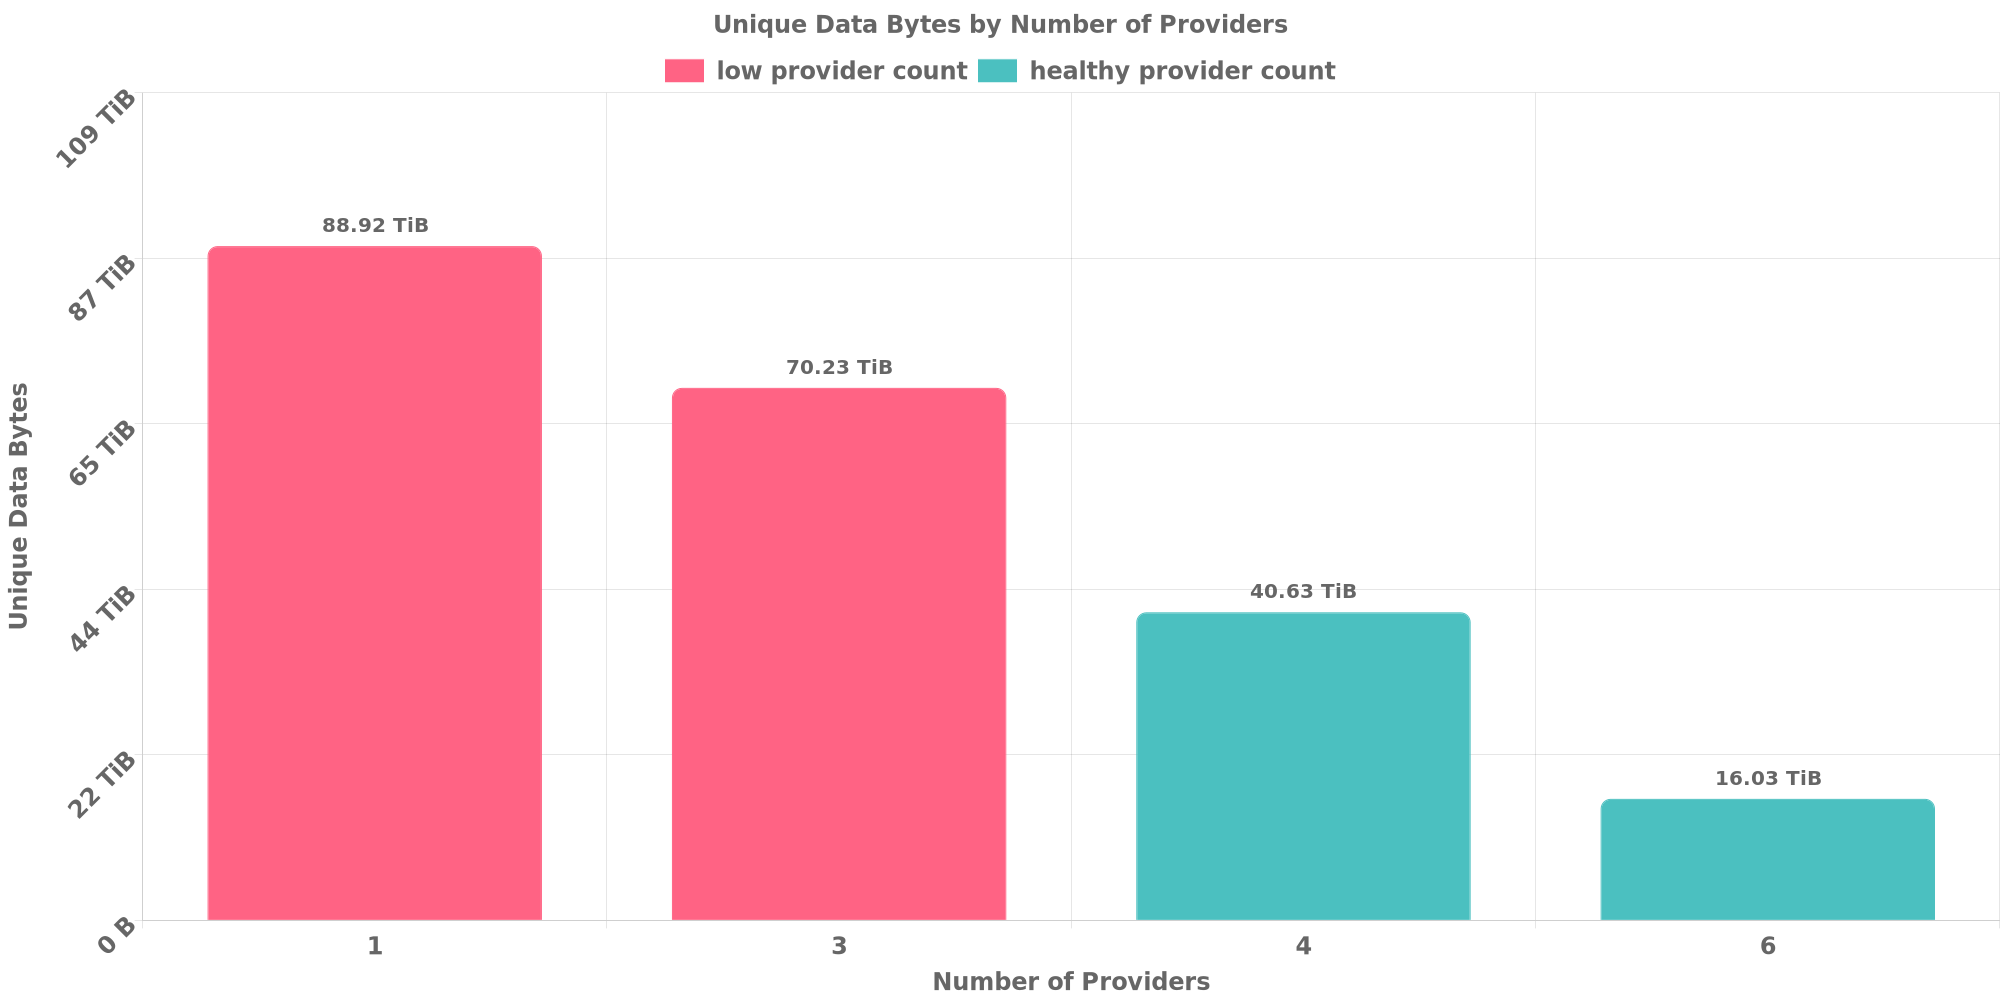 Unique Data Bytes by Number of Providers
low provider count healthy provider count
109 TiB
87 TiB
65 TiB
44 TiB
22 TiB
0 B
Unique Data Bytes
88.92 TiB
70.23 TiB
40.63 TiB
16.03 TiB
1 3 4 6
Number of Providers